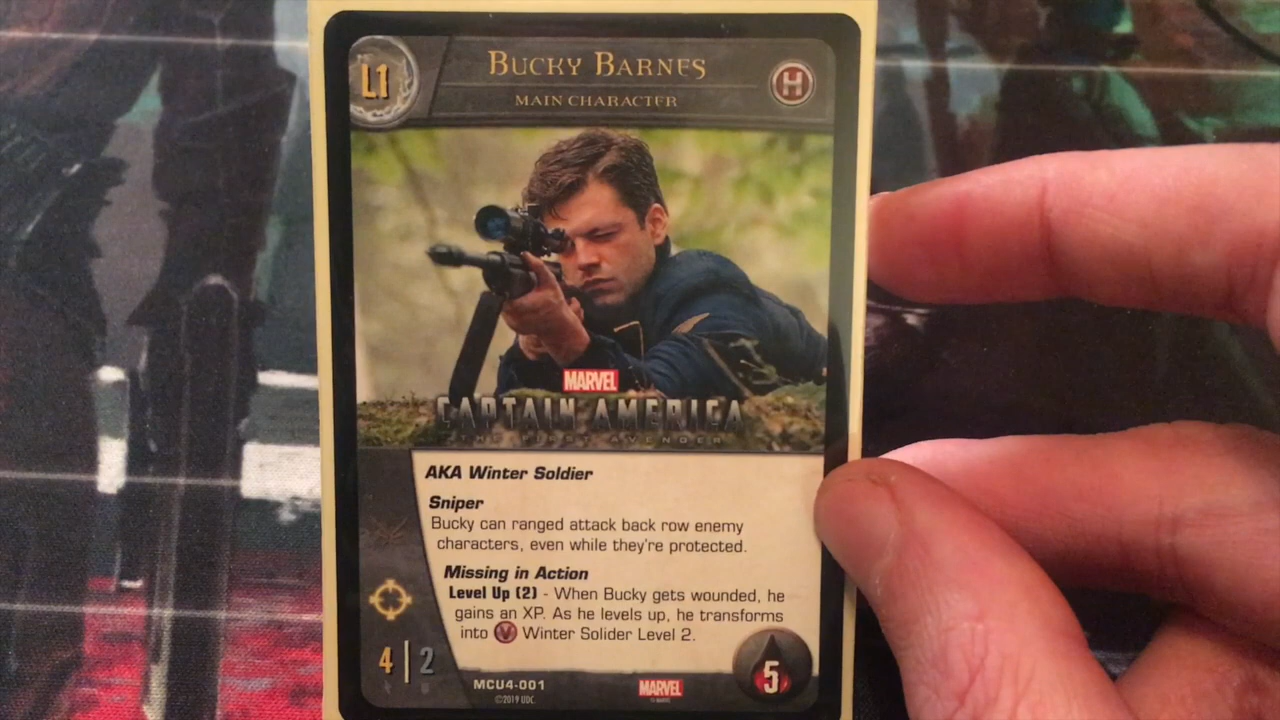 L1
BUCKY BARNES
H
MAIN CHARACTER
MARVEL
CAPTAIN AMERICA
THE FIRST AVENGER
AKA Winter Soldier
Sniper
Bucky can ranged attack back row enemy
characters, even while they're protected.
Missing in Action
Level Up (2) - When Bucky gets wounded, he
gains an XP. As he levels up, he transforms
into V Winter Solider Level 2.
4 | 2
5
MCU4-001
©2019 UDC.
MARVEL